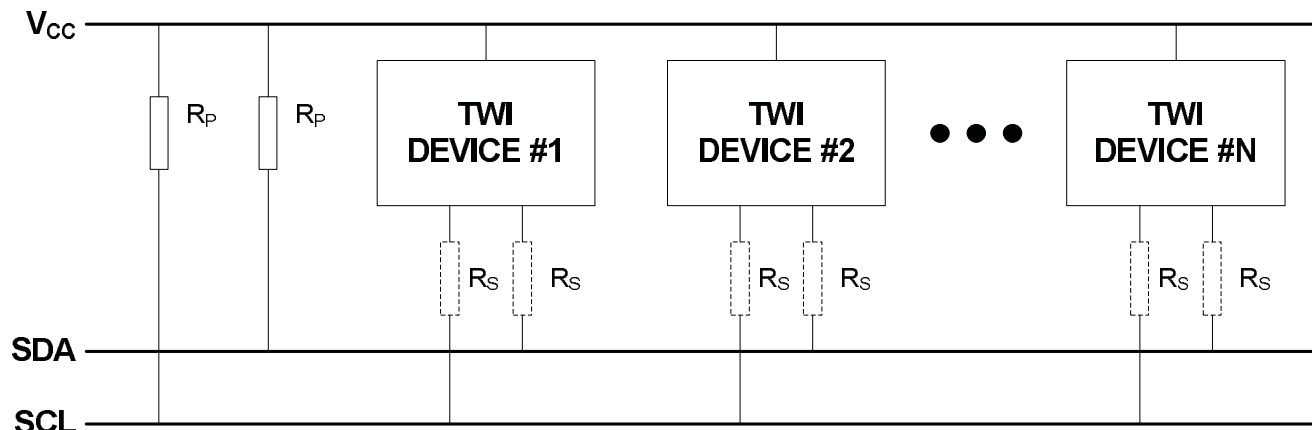 VCC
RP
RP
TWI
DEVICE #1
TWI
DEVICE #2
TWI
DEVICE #N
RS
RS
RS
RS
RS
RS
SDA
SCL